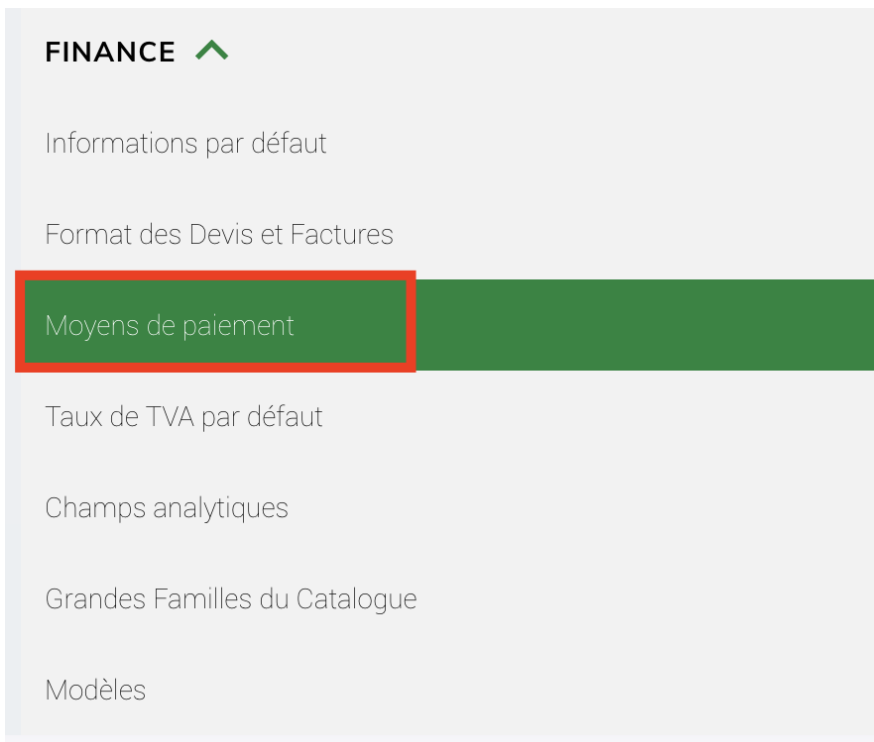 FINANCE
Informations par défaut
Format des Devis et Factures
Moyens de paiement
Taux de TVA par défaut
Champs analytiques
Grandes Familles du Catalogue
Modèles